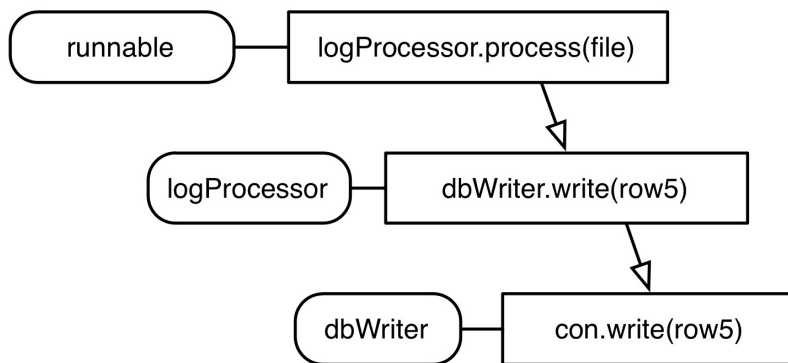 runnable
logProcessor.process(file)
logProcessor
dbWriter.write(row5)
dbWriter
con.write(row5)